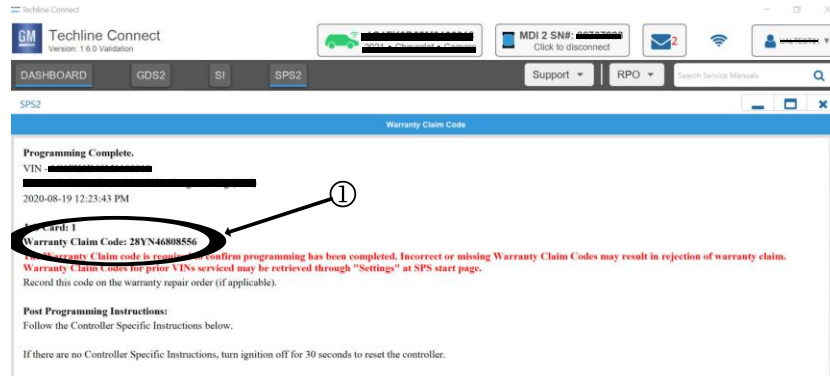 Techline Connect
GM Techline Connect
Version: 1.6.0 Validation
2021 • Chevrolet • Camaro
MDI 2 SN#:
Click to disconnect
2
DASHBOARD GDS2 SI SPS2 Support RPO Search Service Manuals
SPS2
Warranty Claim Code
Programming Complete.
VIN -
2020-08-19 12:23:43 PM
1
Card: 1
Warranty Claim Code: 28YN46808556
The Warranty Claim code is required to confirm programming has been completed. Incorrect or missing Warranty Claim Codes may result in rejection of warranty claim.
Warranty Claim Codes for prior VINs serviced may be retrieved through "Settings" at SPS start page.
Record this code on the warranty repair order (if applicable).
Post Programming Instructions:
Follow the Controller Specific Instructions below.
If there are no Controller Specific Instructions, turn ignition off for 30 seconds to reset the controller.